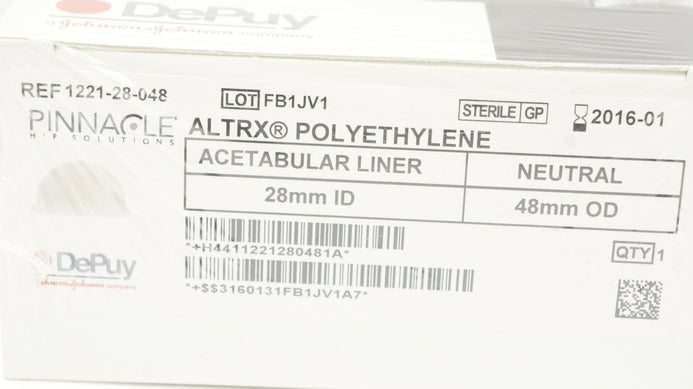 DePuy
a Johnson & Johnson company
REF 1221-28-048
LOT FB1JV1
STERILE GP
2016-01
PINNACLE
HIP SOLUTIONS
ALTRX® POLYETHYLENE
ACETABULAR LINER
NEUTRAL
28mm ID
48mm OD
*+H4411221280481A*
QTY 1
DePuy
a Johnson & Johnson company
*+$$3160131FB1JV1A7*